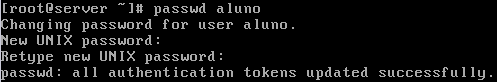 [root@server ~]# passwd aluno
Changing password for user aluno.
New UNIX password:
Retype new UNIX password:
passwd: all authentication tokens updated successfully.